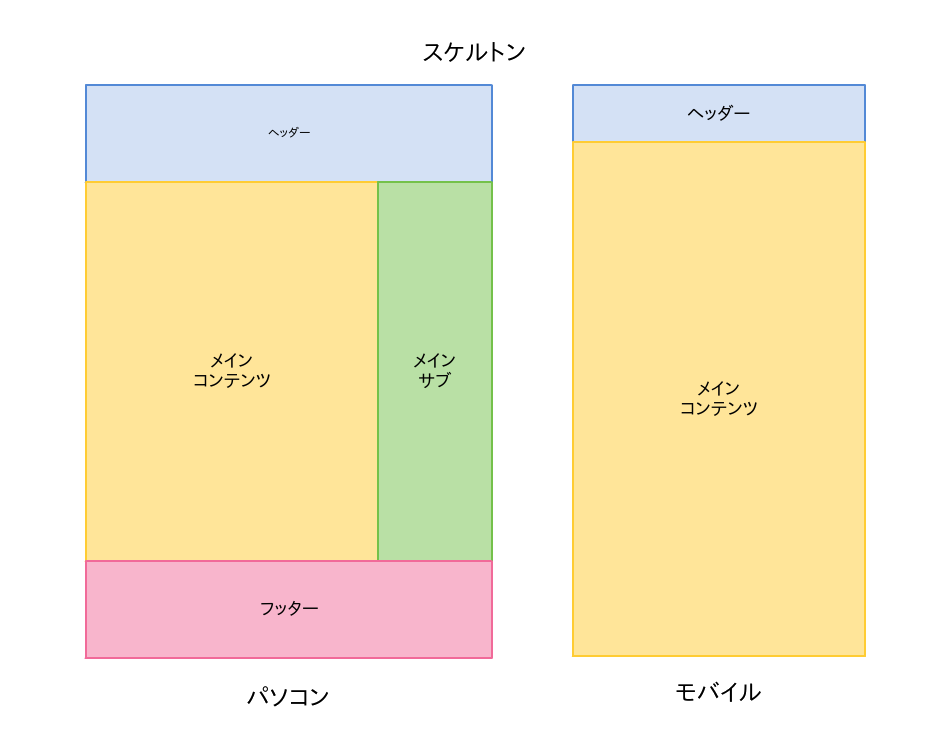 スケルトン
ヘッダー
メイン
コンテンツ
メイン
サブ
フッター
パソコン
ヘッダー
メイン
コンテンツ
モバイル